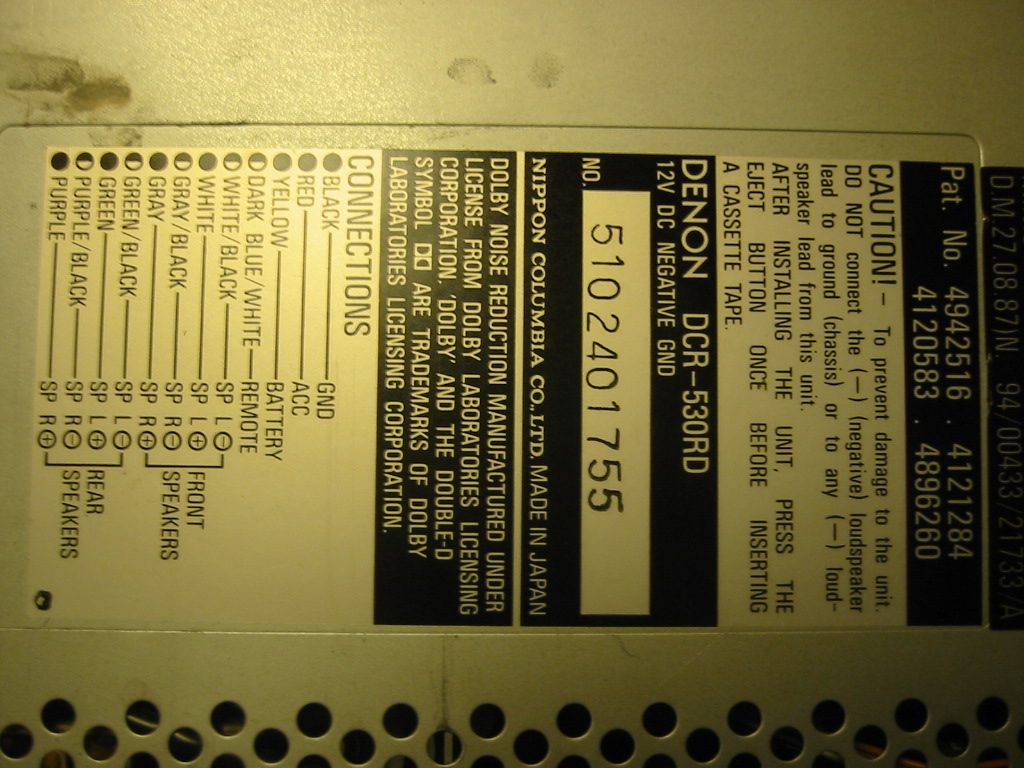 D.M.27.08.87/N. 94/00433/21733/A
Pat. No. 4942516 . 4121284
4120583 . 4896260
CAUTION! – To prevent damage to the unit.
DO NOT connect the (—) (negative) loudspeaker
lead to ground (chassis) or to any (—) loud-
speaker lead from this unit.
AFTER INSTALLING THE UNIT, PRESS THE
EJECT BUTTON ONCE BEFORE INSERTING
A CASSETTE TAPE.
DENON DCR-530RD
12V DC NEGATIVE GND
NO. 5102401755
NIPPON COLUMBIA CO., LTD. MADE IN JAPAN
DOLBY NOISE REDUCTION MANUFACTURED UNDER
LICENSE FROM DOLBY LABORATORIES LICENSING
CORPORATION. 'DOLBY' AND THE DOUBLE-D
SYMBOL ARE TRADEMARKS OF DOLBY
LABORATORIES LICENSING CORPORATION.
CONNECTIONS
BLACK GND
RED ACC
YELLOW BATTERY
DARK BLUE/WHITE REMOTE
WHITE/BLACK SP L ⊖
WHITE SP L ⊕ FRONT
GRAY/BLACK SP R ⊖ SPEAKERS
GRAY SP R ⊕
GREEN/BLACK SP L ⊖
GREEN SP L ⊕ REAR
PURPLE/BLACK SP R ⊖ SPEAKERS
PURPLE SP R ⊕